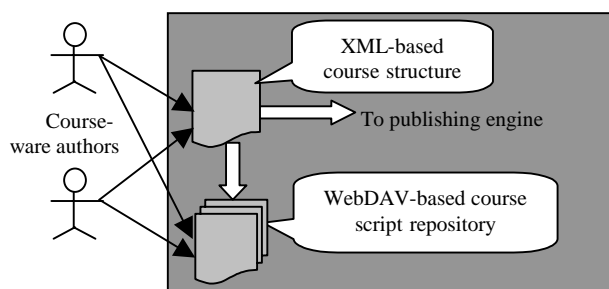 XML-based
course structure
Course-
ware authors
To publishing engine
WebDAV-based course
script repository